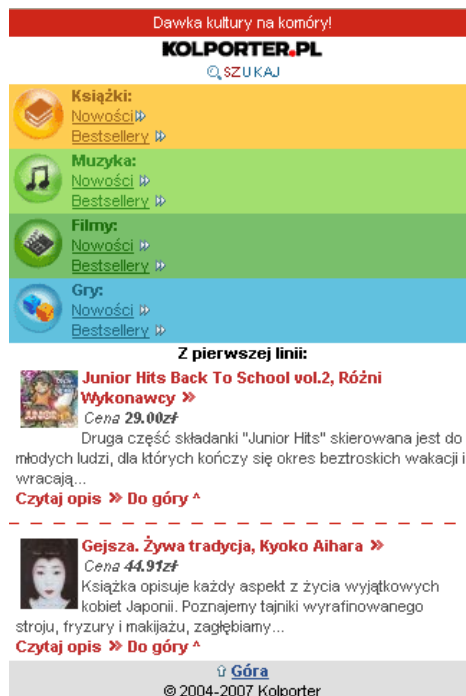 Dawka kultury na komóry!
KOLPORTER.PL
SZUKAJ
Książki:
Nowości
Bestsellery
Muzyka:
Nowości
Bestsellery
Filmy:
Nowości
Bestsellery
Gry:
Nowości
Bestsellery
Z pierwszej linii:
Junior Hits Back To School vol.2, Różni
Wykonawcy »
Cena 29.00zł
Druga część składanki "Junior Hits" skierowana jest do
młodych ludzi, dla których kończy się okres beztroskich wakacji i
wracają...
Czytaj opis » Do góry ^
JUNIOR
Gejsza. Żywa tradycja, Kyoko Aihara »
Cena 44.91zł
Książka opisuje każdy aspekt z życia wyjątkowych
kobiet Japonii. Poznajemy tajniki wyrafinowanego
stroju, fryzury i makijażu, zagłębiamy...
Czytaj opis » Do góry ^
⇧ Góra
© 2004-2007 Kolporter